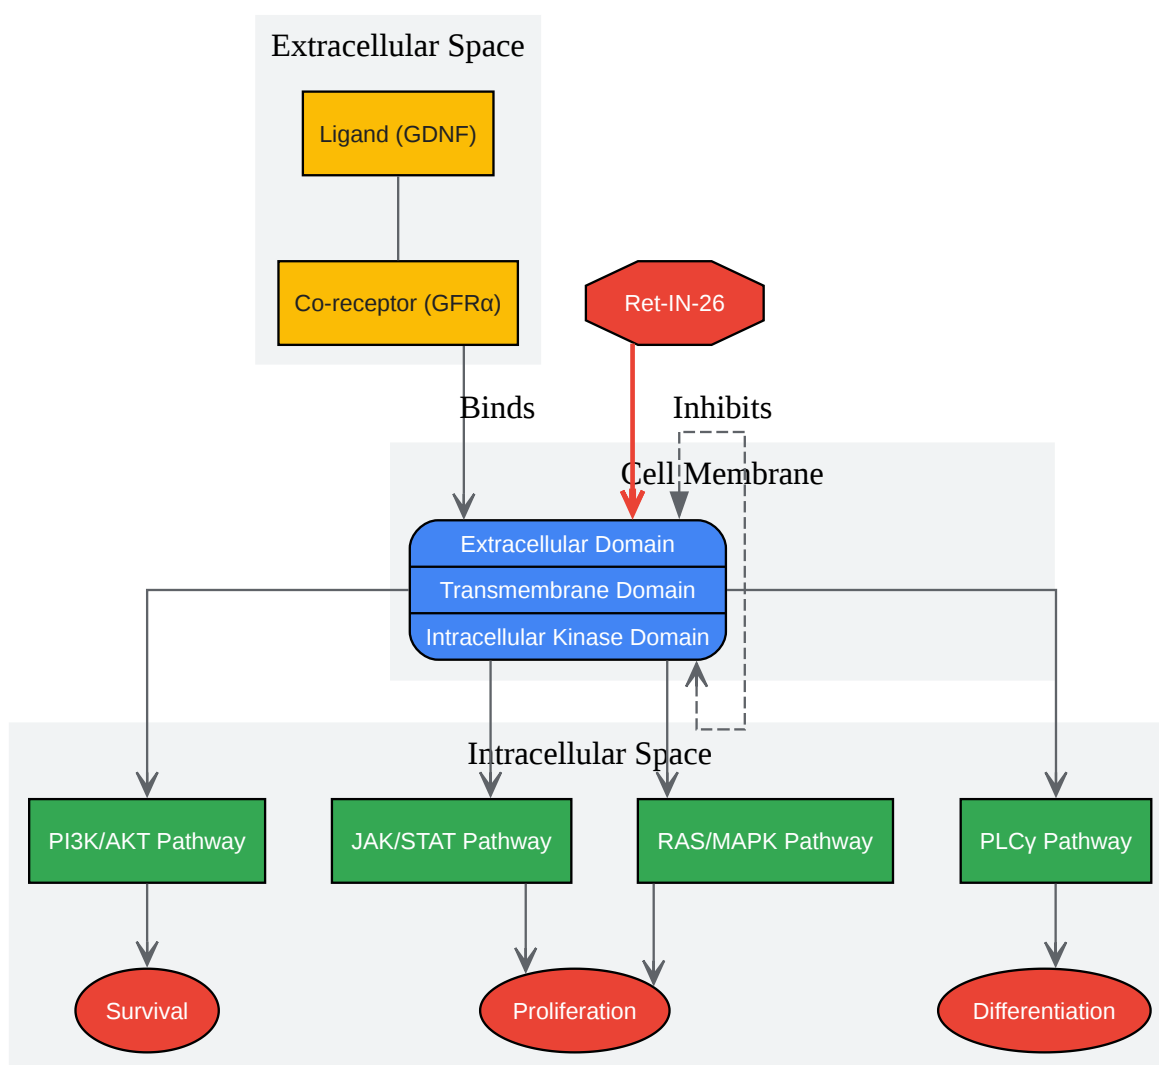 Extracellular Space
Ligand (GDNF)
Co-receptor (GFRα)
Ret-IN-26
Binds
Inhibits
Cell Membrane
Extracellular Domain
Transmembrane Domain
Intracellular Kinase Domain
Intracellular Space
PI3K/AKT Pathway
JAK/STAT Pathway
RAS/MAPK Pathway
PLCγ Pathway
Survival
Proliferation
Differentiation